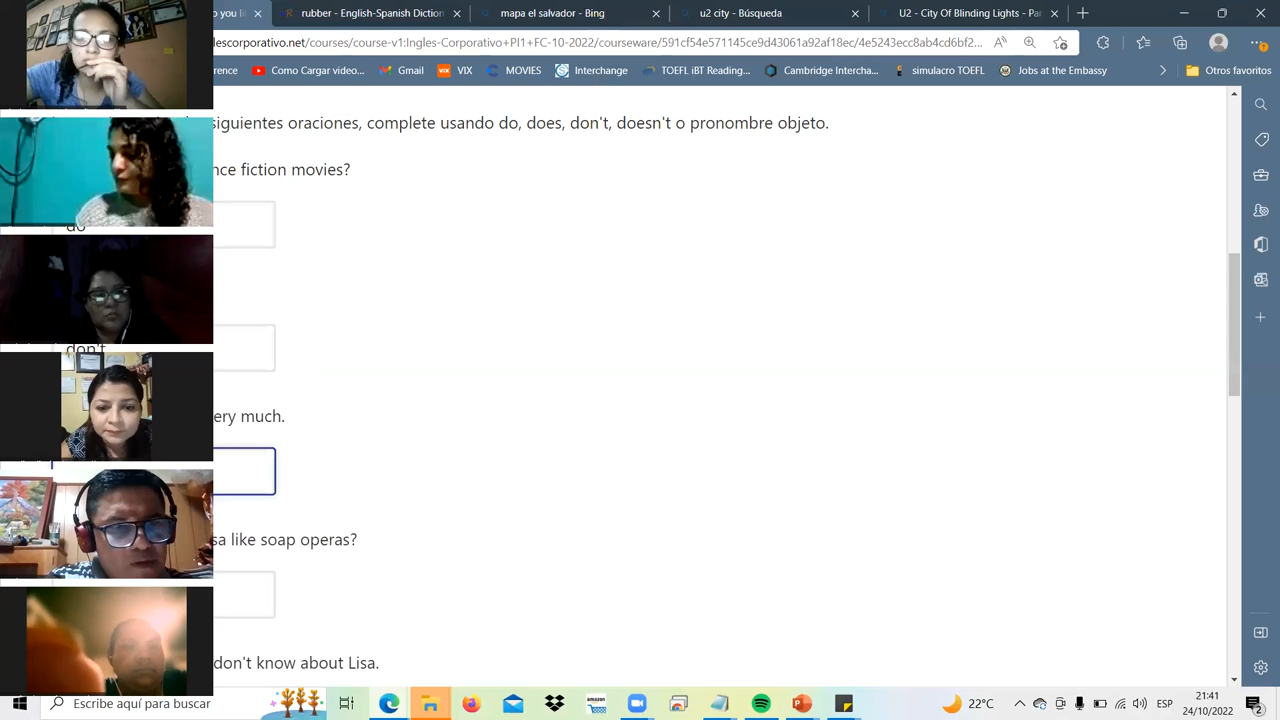 o you li
rubber - English-Spanish Diction
mapa el salvador - Bing
u2 city - Búsqueda
U2 - City Of Blinding Lights - Pa
lescorporativo.net/courses/course-v1:Ingles-Corporativo+PI1+FC-10-2022/courseware/591cf54e571145ce9d43061a92af18ec/4e5243ecc8ab4cd6bf2...
rence
Como Cargar video...
Gmail
VIX
MOVIES
Interchange
TOEFL iBT Reading...
Cambridge Intercha...
simulacro TOEFL
Jobs at the Embassy
Otros favoritos
siguientes oraciones, complete usando do, does, don't, doesn't o pronombre objeto.
nce fiction movies?
do
don't
ery much.
sa like soap operas?
don't know about Lisa.
Escribe aquí para buscar
22°C
ESP
21:41
24/10/2022
2